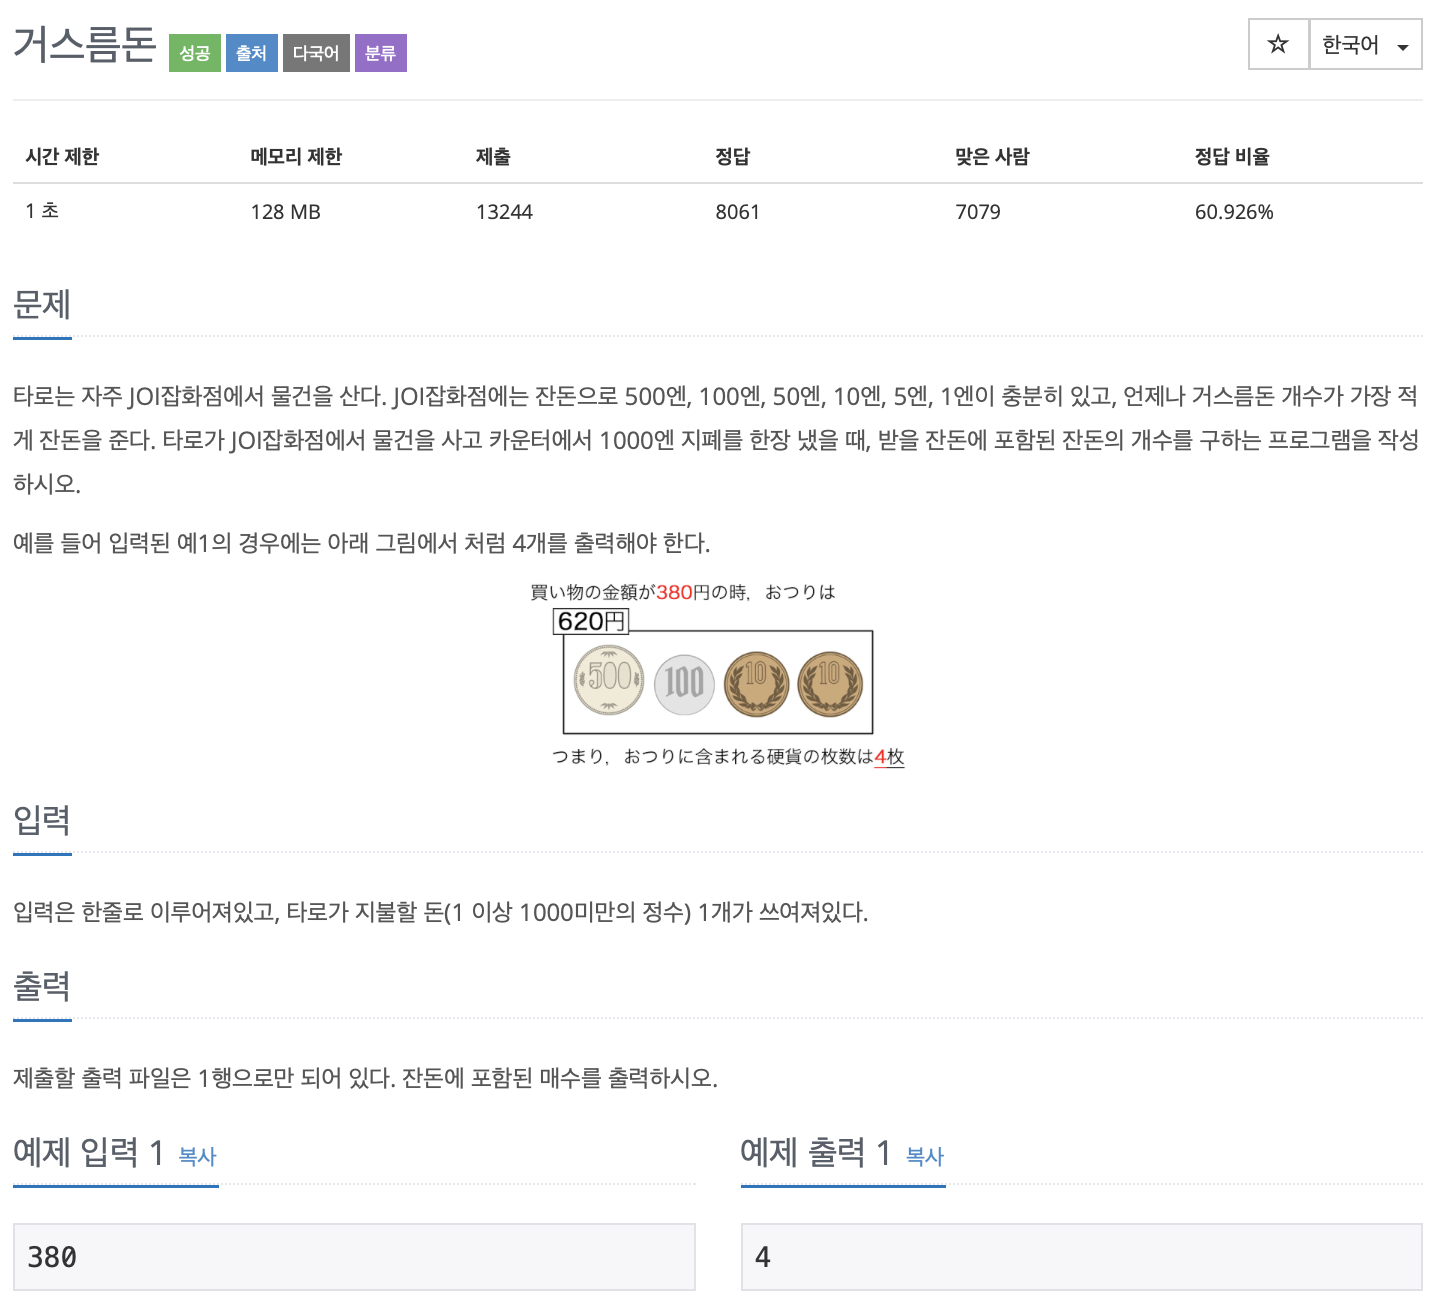 거스름돈 성공 출처 다국어 분류 ☆ 한국어
시간 제한 메모리 제한 제출 정답 맞은 사람 정답 비율
1 초 128 MB 13244 8061 7079 60.926%
문제
타로는 자주 JOI잡화점에서 물건을 산다. JOI잡화점에는 잔돈으로 500엔, 100엔, 50엔, 10엔, 5엔, 1엔이 충분히 있고, 언제나 거스름돈 개수가 가장 적
게 잔돈을 준다. 타로가 JOI잡화점에서 물건을 사고 카운터에서 1000엔 지폐를 한장 냈을 때, 받을 잔돈에 포함된 잔돈의 개수를 구하는 프로그램을 작성
하시오.
예를 들어 입력된 예1의 경우에는 아래 그림에서 처럼 4개를 출력해야 한다.
買い物の金額が380円の時，おつりは
620円
500 100 10 10
つまり，おつりに含まれる硬貨の枚数は4枚
입력
입력은 한줄로 이루어져있고, 타로가 지불할 돈(1 이상 1000미만의 정수) 1개가 쓰여져있다.
출력
제출할 출력 파일은 1행으로만 되어 있다. 잔돈에 포함된 매수를 출력하시오.
예제 입력 1 복사
380
예제 출력 1 복사
4